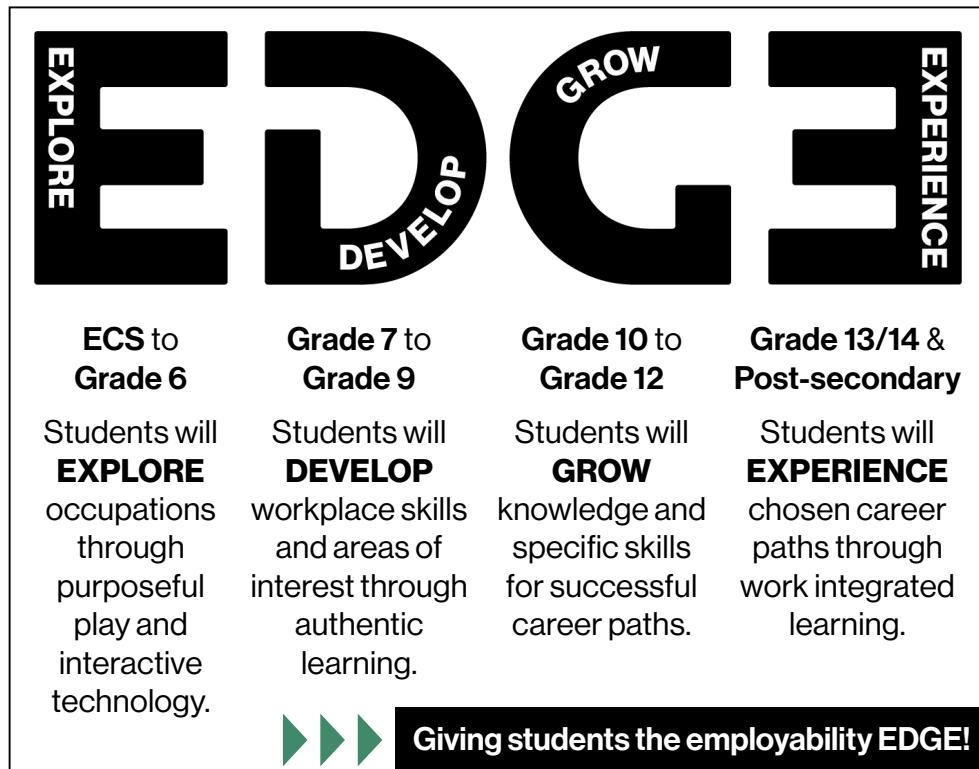 EXPLORE
DEVELOP
GROW
EXPERIENCE
ECS to
Grade 6
Students will
EXPLORE
occupations
through
purposeful
play and
interactive
technology.
Grade 7 to
Grade 9
Students will
DEVELOP
workplace skills
and areas of
interest through
authentic
learning.
Grade 10 to
Grade 12
Students will
GROW
knowledge and
specific skills
for successful
career paths.
Grade 13/14 &
Post-secondary
Students will
EXPERIENCE
chosen career
paths through
work integrated
learning.
Giving students the employability EDGE!